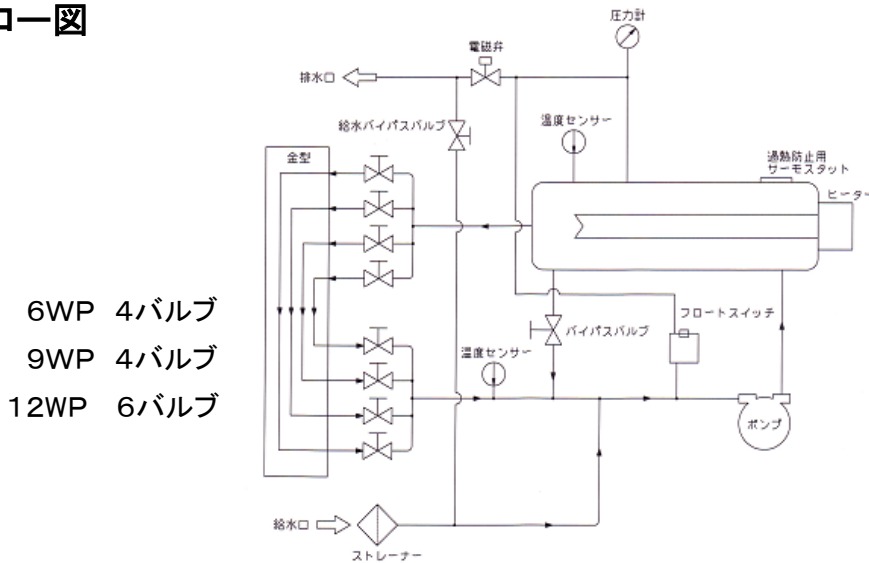 ロー図
圧力計
電磁弁
排水口
給水バイパスバルブ
温度センサー
金型
過熱防止用
サーモスタット
ヒーター
6WP 4バルブ
9WP 4バルブ
12WP 6バルブ
フロートスイッチ
バイパスバルブ
温度センサー
ポンプ
給水口
ストレーナー